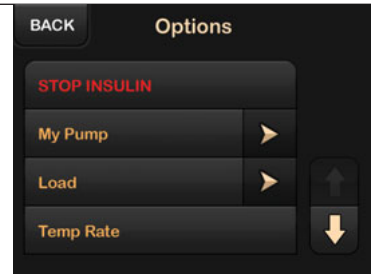 BACK
Options
STOP INSULIN
My Pump
Load
Temp Rate